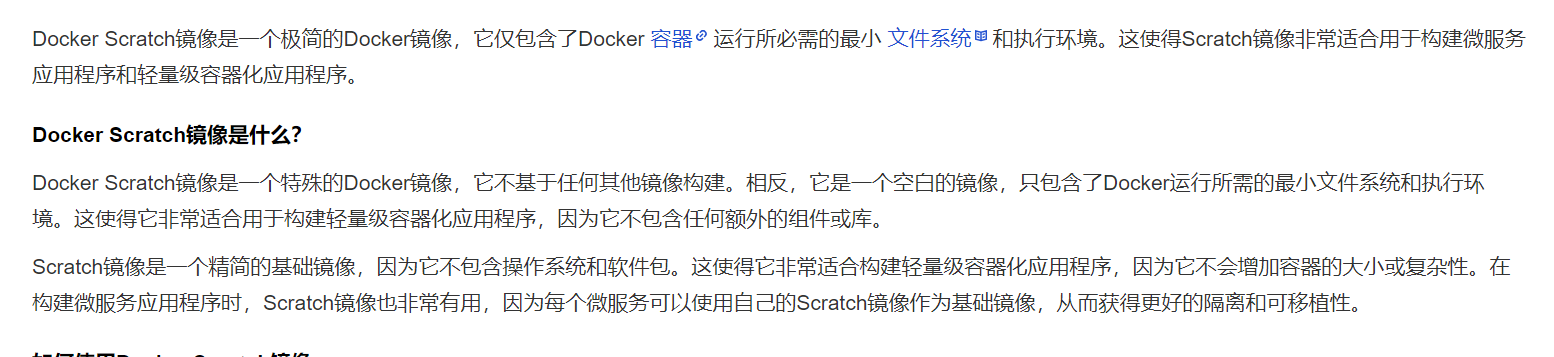 Docker Scratch镜像是一个极简的Docker镜像，它仅包含了Docker 容器 运行所必需的最小 文件系统 和执行环境。这使得Scratch镜像非常适合用于构建微服务
应用程序和轻量级容器化应用程序。
Docker Scratch镜像是什么？
Docker Scratch镜像是一个特殊的Docker镜像，它不基于任何其他镜像构建。相反，它是一个空白的镜像，只包含了Docker运行所需的最小文件系统和执行环
境。这使得它非常适合用于构建轻量级容器化应用程序，因为它不包含任何额外的组件或库。
Scratch镜像是一个精简的基础镜像，因为它不包含操作系统和软件包。这使得它非常适合构建轻量级容器化应用程序，因为它不会增加容器的大小或复杂性。在
构建微服务应用程序时，Scratch镜像也非常有用，因为每个微服务可以使用自己的Scratch镜像作为基础镜像，从而获得更好的隔离和可移植性。